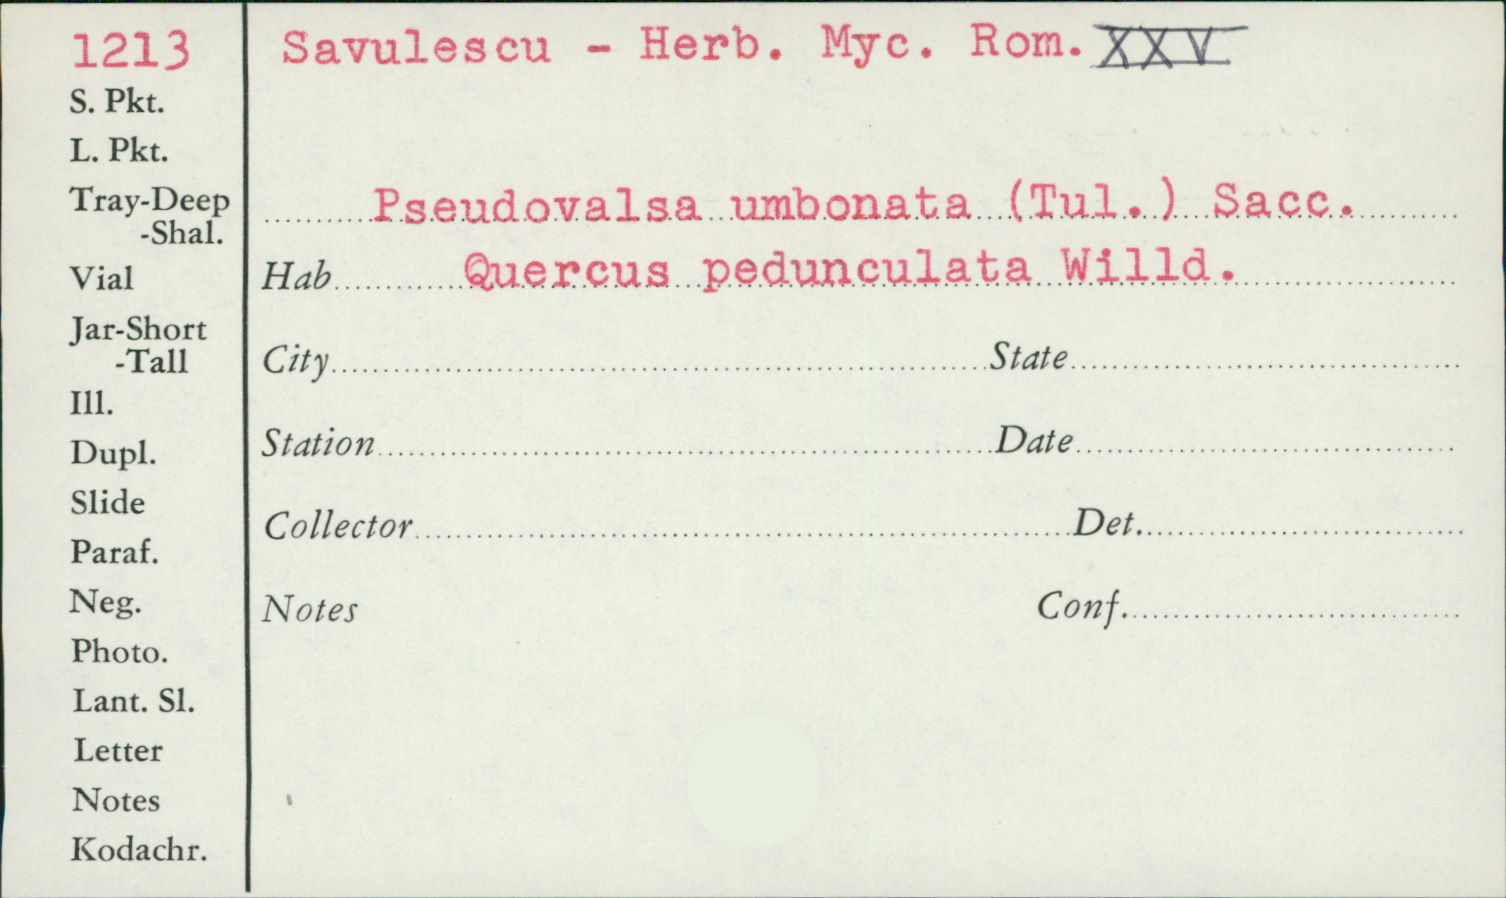 1213
Savulescu - Herb. Myc. Rom. XXV
S. Pkt.
L. Pkt.
Tray-Deep
-Shal.
Vial
Jar-Short
-Tall
Ill.
Dupl.
Slide
Paraf.
Neg.
Photo.
Lant. Sl.
Letter
Notes
Kodachr.
Pseudovalsa umbonata (Tul.) Sacc.
Hab Quercus pedunculata Willd.
City State
Station Date
Collector Det.
Notes Conf.